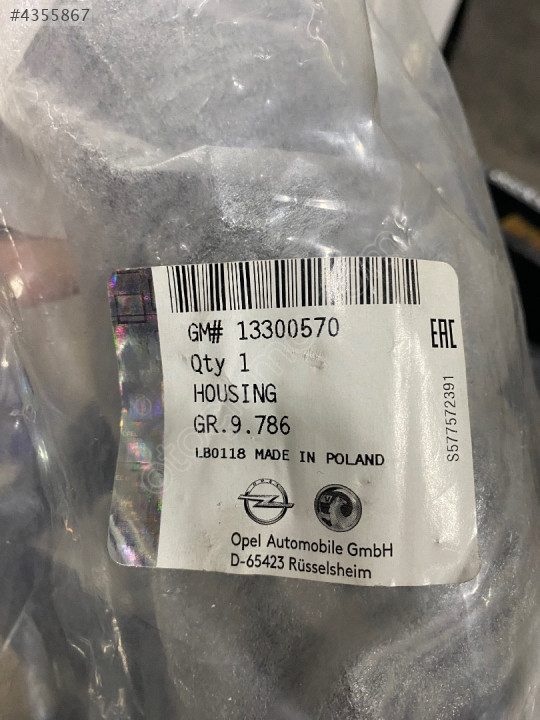 #4355867
GM# 13300570
Qty 1
HOUSING
GR.9.786
LB0118 MADE IN POLAND
EAC
S577572391
OPEL
Opel Automobile GmbH
D-65423 Rüsselsheim